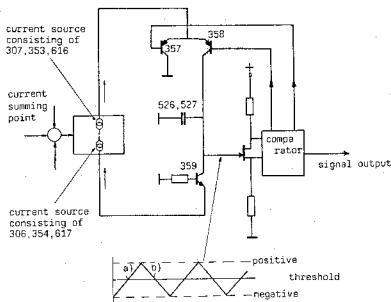 current source
consisting of
307,353,616
357
358
current
summing
point
526,527
359
compa
rator
signal output
current source
consisting of
306,354,617
a)
b)
positive
threshold
negative